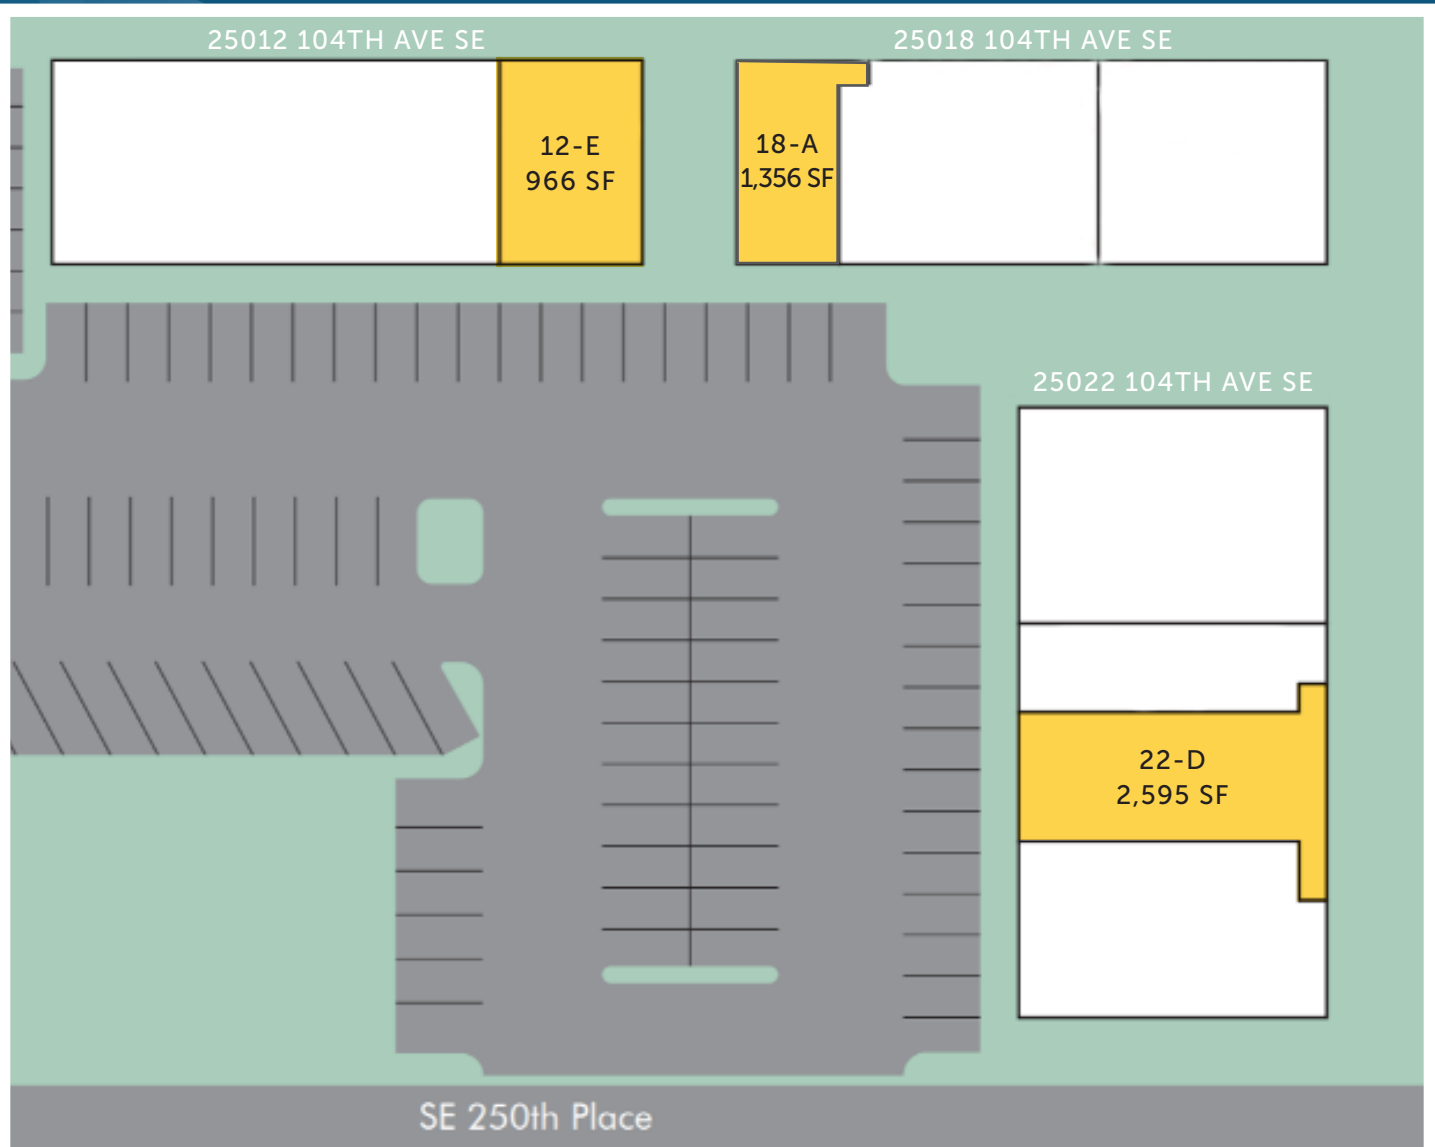 25012 104TH AVE SE
25018 104TH AVE SE
12-E
966 SF
18-A
1,356 SF
25022 104TH AVE SE
22-D
2,595 SF
SE 250th Place